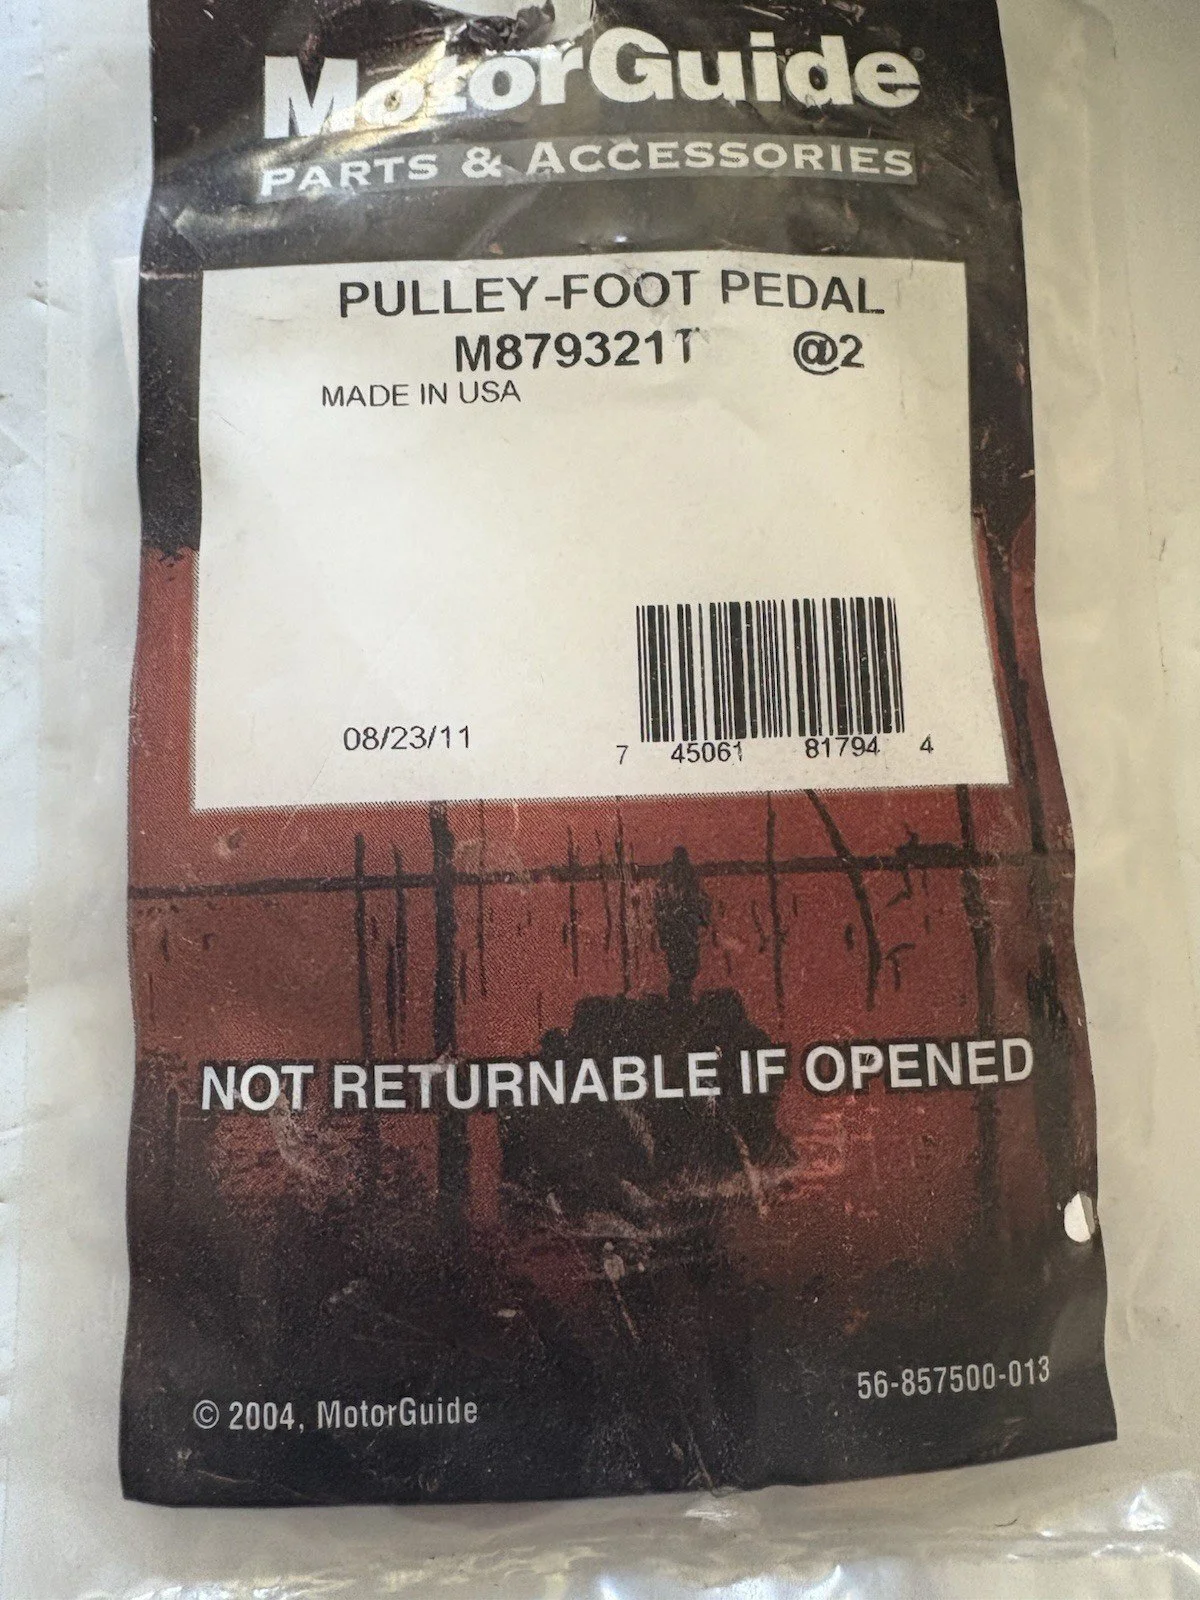 MotorGuide®
PARTS & ACCESSORIES
PULLEY-FOOT PEDAL
M879321T @2
MADE IN USA
08/23/11
7 45061 81794 4
NOT RETURNABLE IF OPENED
56-857500-013
© 2004, MotorGuide